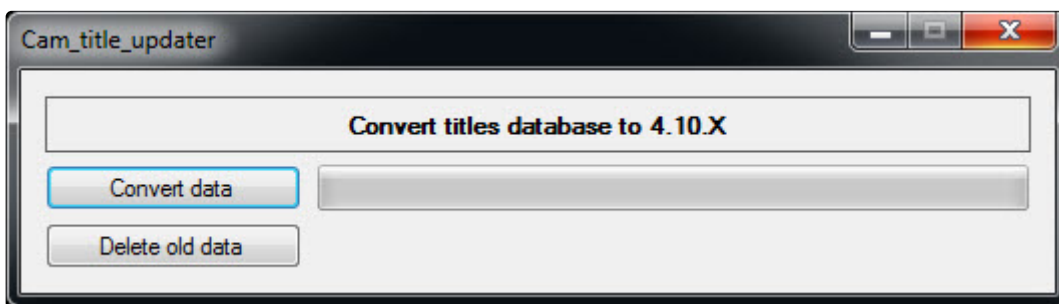 Cam_title_updater
Convert titles database to 4.10.X
Convert data
Delete old data